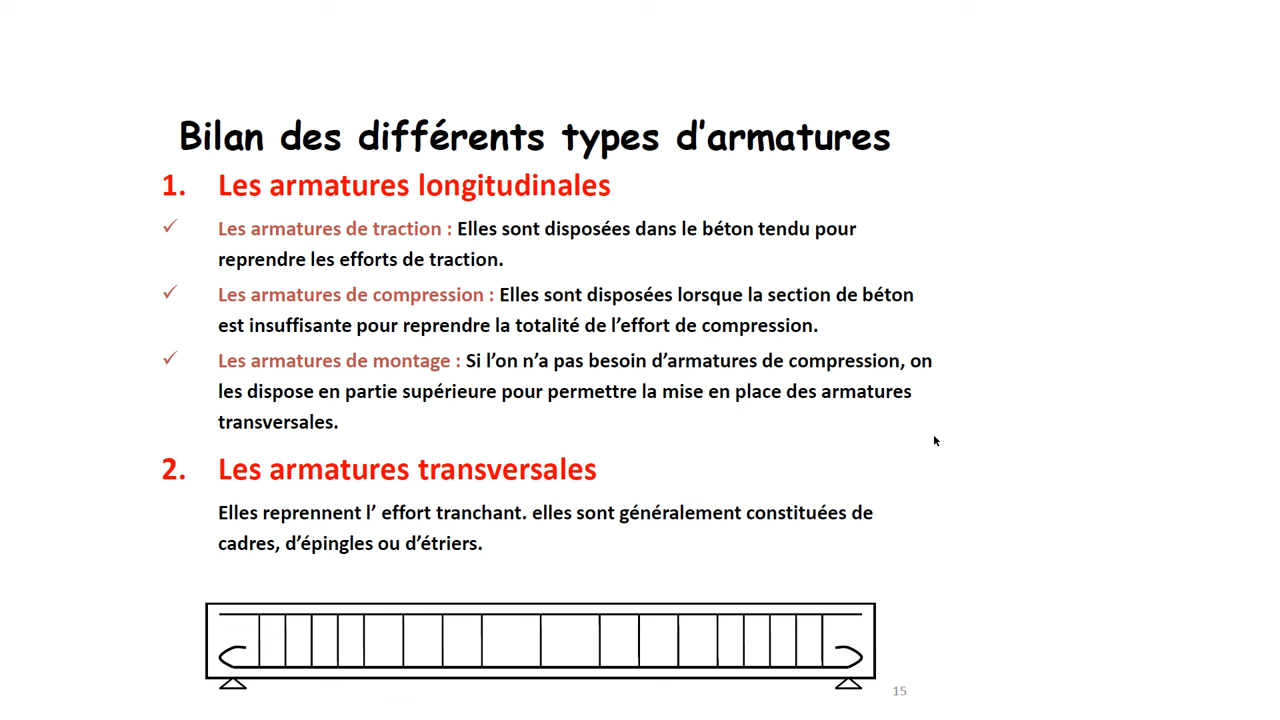 Bilan des différents types d’armatures
1. Les armatures longitudinales
✓ Les armatures de traction : Elles sont disposées dans le béton tendu pour
reprendre les efforts de traction.
✓ Les armatures de compression : Elles sont disposées lorsque la section de béton
est insuffisante pour reprendre la totalité de l’effort de compression.
✓ Les armatures de montage : Si l’on n’a pas besoin d’armatures de compression, on
les dispose en partie supérieure pour permettre la mise en place des armatures
transversales.
2. Les armatures transversales
Elles reprennent l’ effort tranchant. elles sont généralement constituées de
cadres, d’épingles ou d’étriers.
15